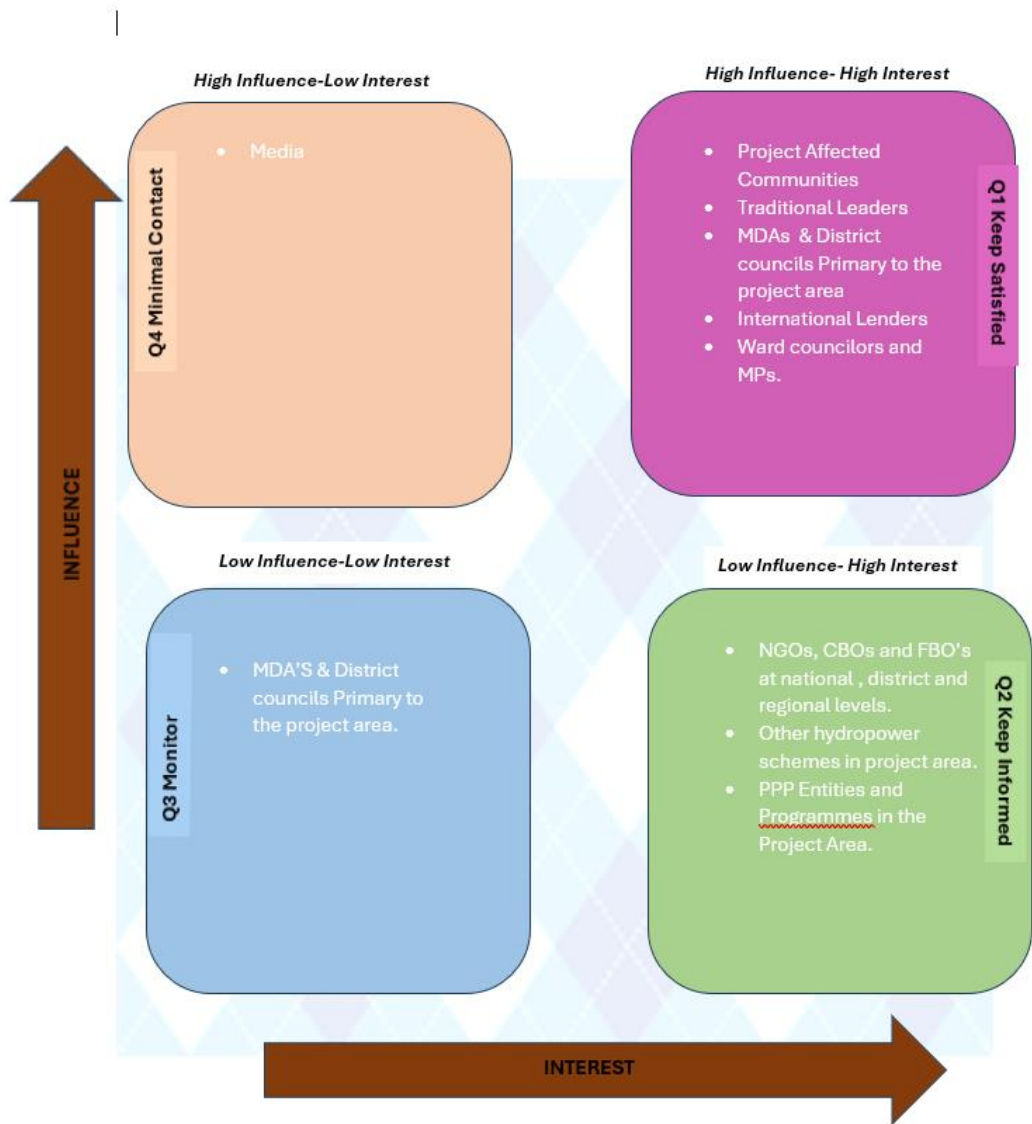 High Influence-Low Interest
Q4 Minimal Contact
• Media
High Influence- High Interest
• Project Affected
Communities
• Traditional Leaders
• MDAs & District
councils Primary to the
project area
• International Lenders
• Ward councilors and
MPs.
Q1 Keep Satisfied
INFLUENCE
Low Influence-Low Interest
Q3 Monitor
• MDA'S & District
councils Primary to
the project area.
Low Influence- High Interest
• NGOs, CBOs and FBO's
at national , district and
regional levels.
• Other hydropower
schemes in project area.
• PPP Entities and
Programmes in the
Project Area.
Q2 Keep Informed
INTEREST